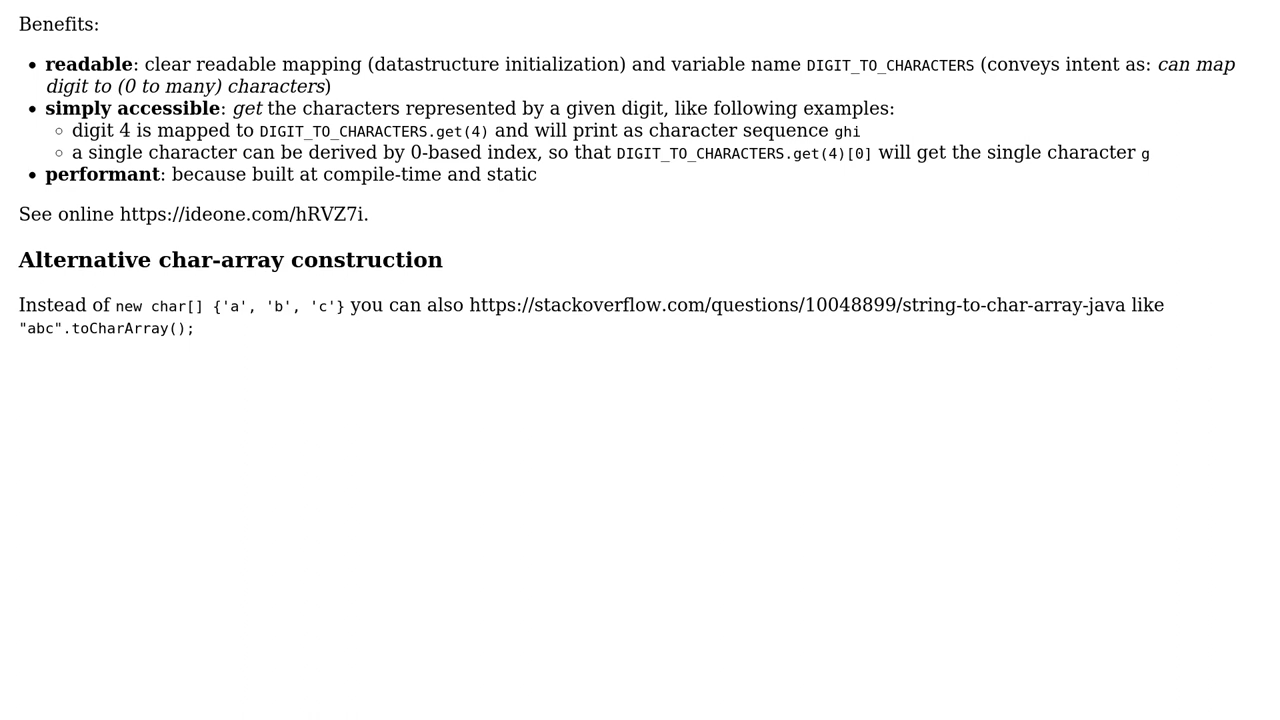 Benefits:
• readable: clear readable mapping (datastructure initialization) and variable name DIGIT_TO_CHARACTERS (conveys intent as: can map
digit to (0 to many) characters)
• simply accessible: get the characters represented by a given digit, like following examples:
◦ digit 4 is mapped to DIGIT_TO_CHARACTERS.get(4) and will print as character sequence ghi
◦ a single character can be derived by 0-based index, so that DIGIT_TO_CHARACTERS.get(4)[0] will get the single character g
• performant: because built at compile-time and static
See online https://ideone.com/hRVZ7i.
Alternative char-array construction
Instead of new char[] {'a', 'b', 'c'} you can also https://stackoverflow.com/questions/10048899/string-to-char-array-java like
"abc".toCharArray();